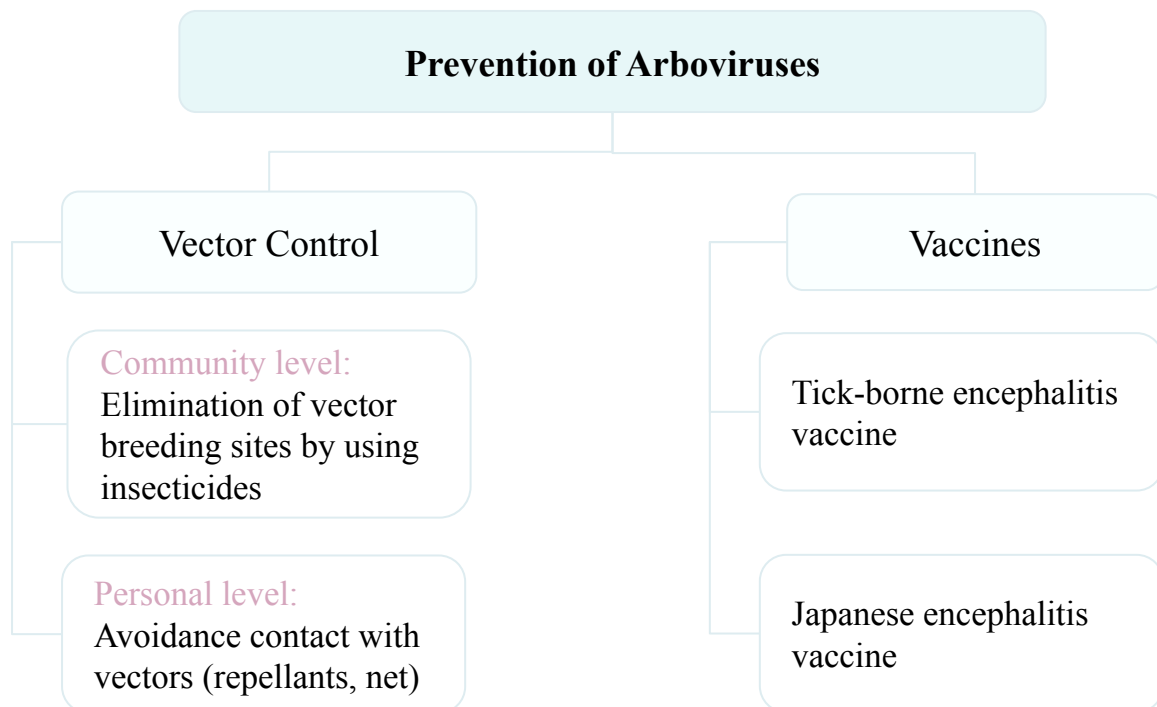 Prevention of Arboviruses
Vector Control
Community level:
Elimination of vector
breeding sites by using
insecticides
Personal level:
Avoidance contact with
vectors (repellants, net)
Vaccines
Tick-borne encephalitis
vaccine
Japanese encephalitis
vaccine